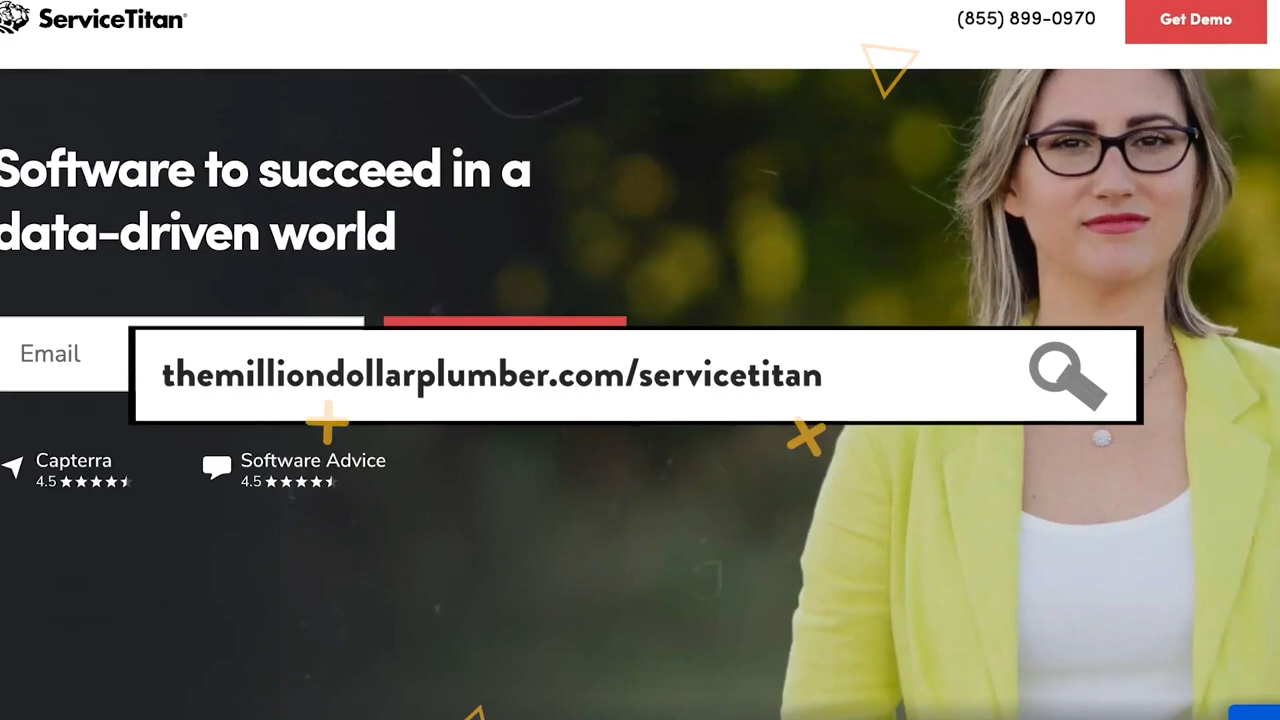 ServiceTitan
(855) 899-0970
Get Demo
Software to succeed in a
data-driven world
Email
themilliondollarplumber.com/servicetitan
Capterra
4.5
Software Advice
4.5